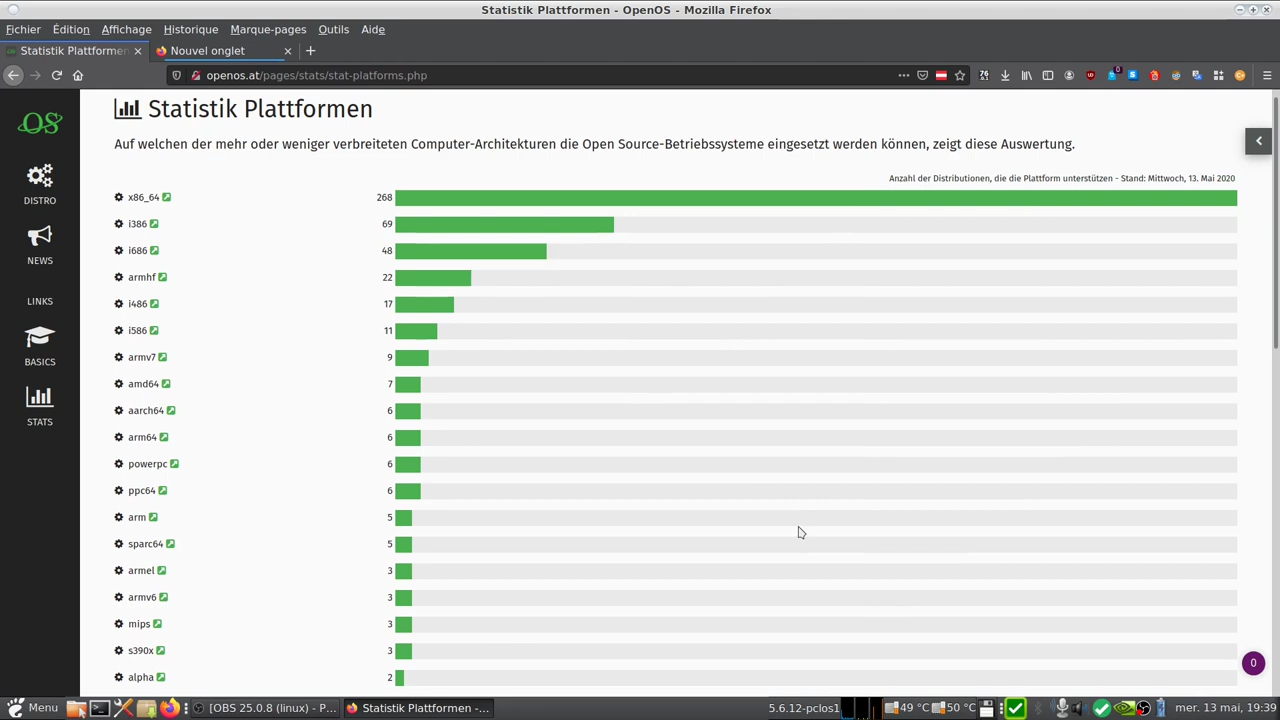 Statistik Plattformen - OpenOS - Mozilla Firefox
Fichier Édition Affichage Historique Marque-pages Outils Aide
OS Statistik Plattformen Nouvel onglet
openos.at/pages/stats/stat-platforms.php
OS
DISTRO
NEWS
LINKS
BASICS
STATS
Statistik Plattformen
Auf welchen der mehr oder weniger verbreiteten Computer-Architekturen die Open Source-Betriebssysteme eingesetzt werden können, zeigt diese Auswertung.
Anzahl der Distributionen, die die Plattform unterstützen - Stand: Mittwoch, 13. Mai 2020
x86_64 268
i386 69
i686 48
armhf 22
i486 17
i586 11
armv7 9
amd64 7
aarch64 6
arm64 6
powerpc 6
ppc64 6
arm 5
sparc64 5
armel 3
armv6 3
mips 3
s390x 3
alpha 2
0
Menu [OBS 25.0.8 (linux) - P... Statistik Plattformen -... 5.6.12-pclos1 49 °C 50 °C mer. 13 mai, 19:39